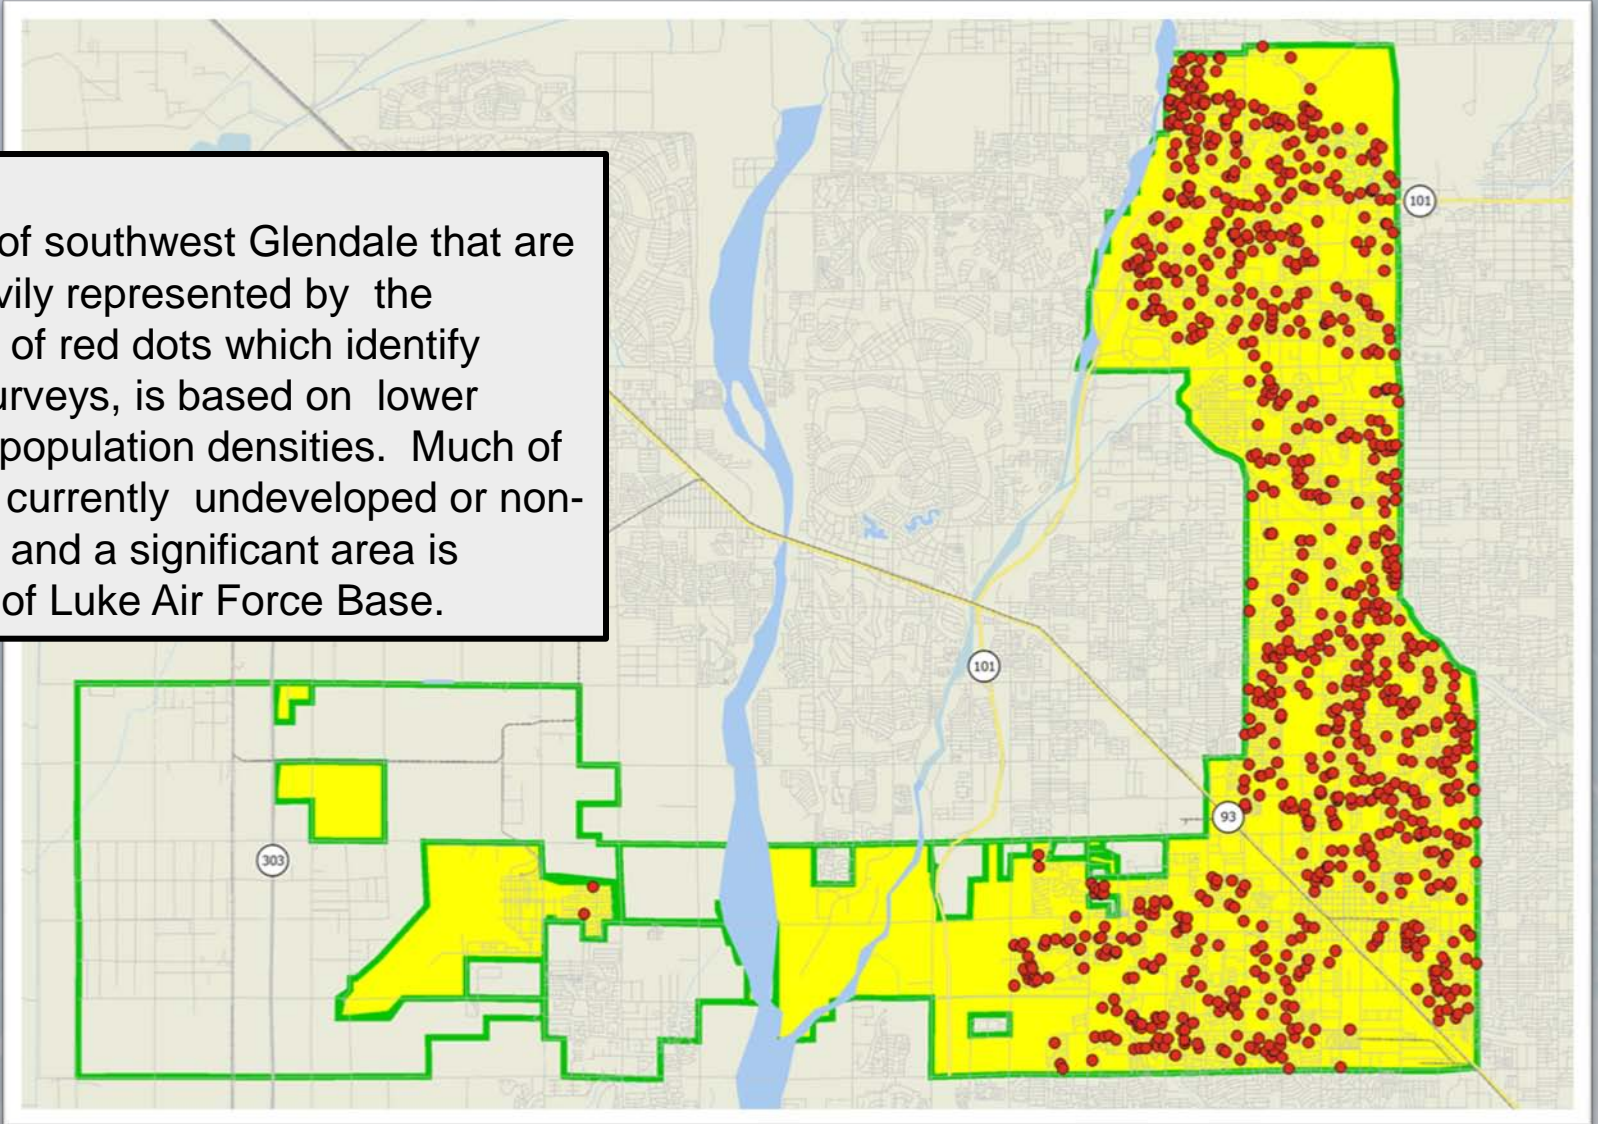 101
of southwest Glendale that are
vily represented by the
of red dots which identify
urveys, is based on lower
population densities. Much of
currently undeveloped or non-
and a significant area is
of Luke Air Force Base.
101
93
303